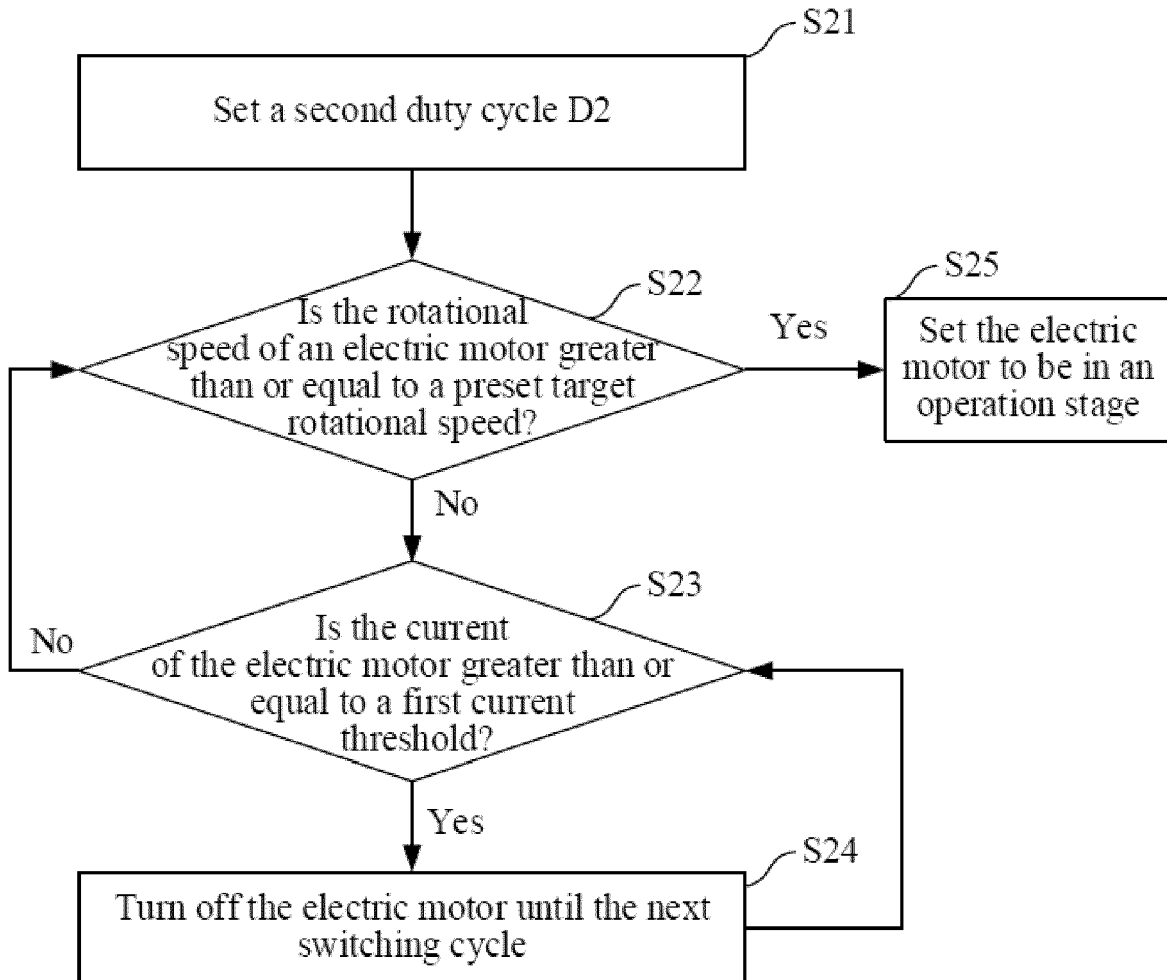 S21
Set a second duty cycle D2
S22
Is the rotational
speed of an electric motor greater
than or equal to a preset target
rotational speed?
Yes
S25
Set the electric
motor to be in an
operation stage
No
S23
Is the current
of the electric motor greater than or
equal to a first current
threshold?
No
Yes
S24
Turn off the electric motor until the next
switching cycle